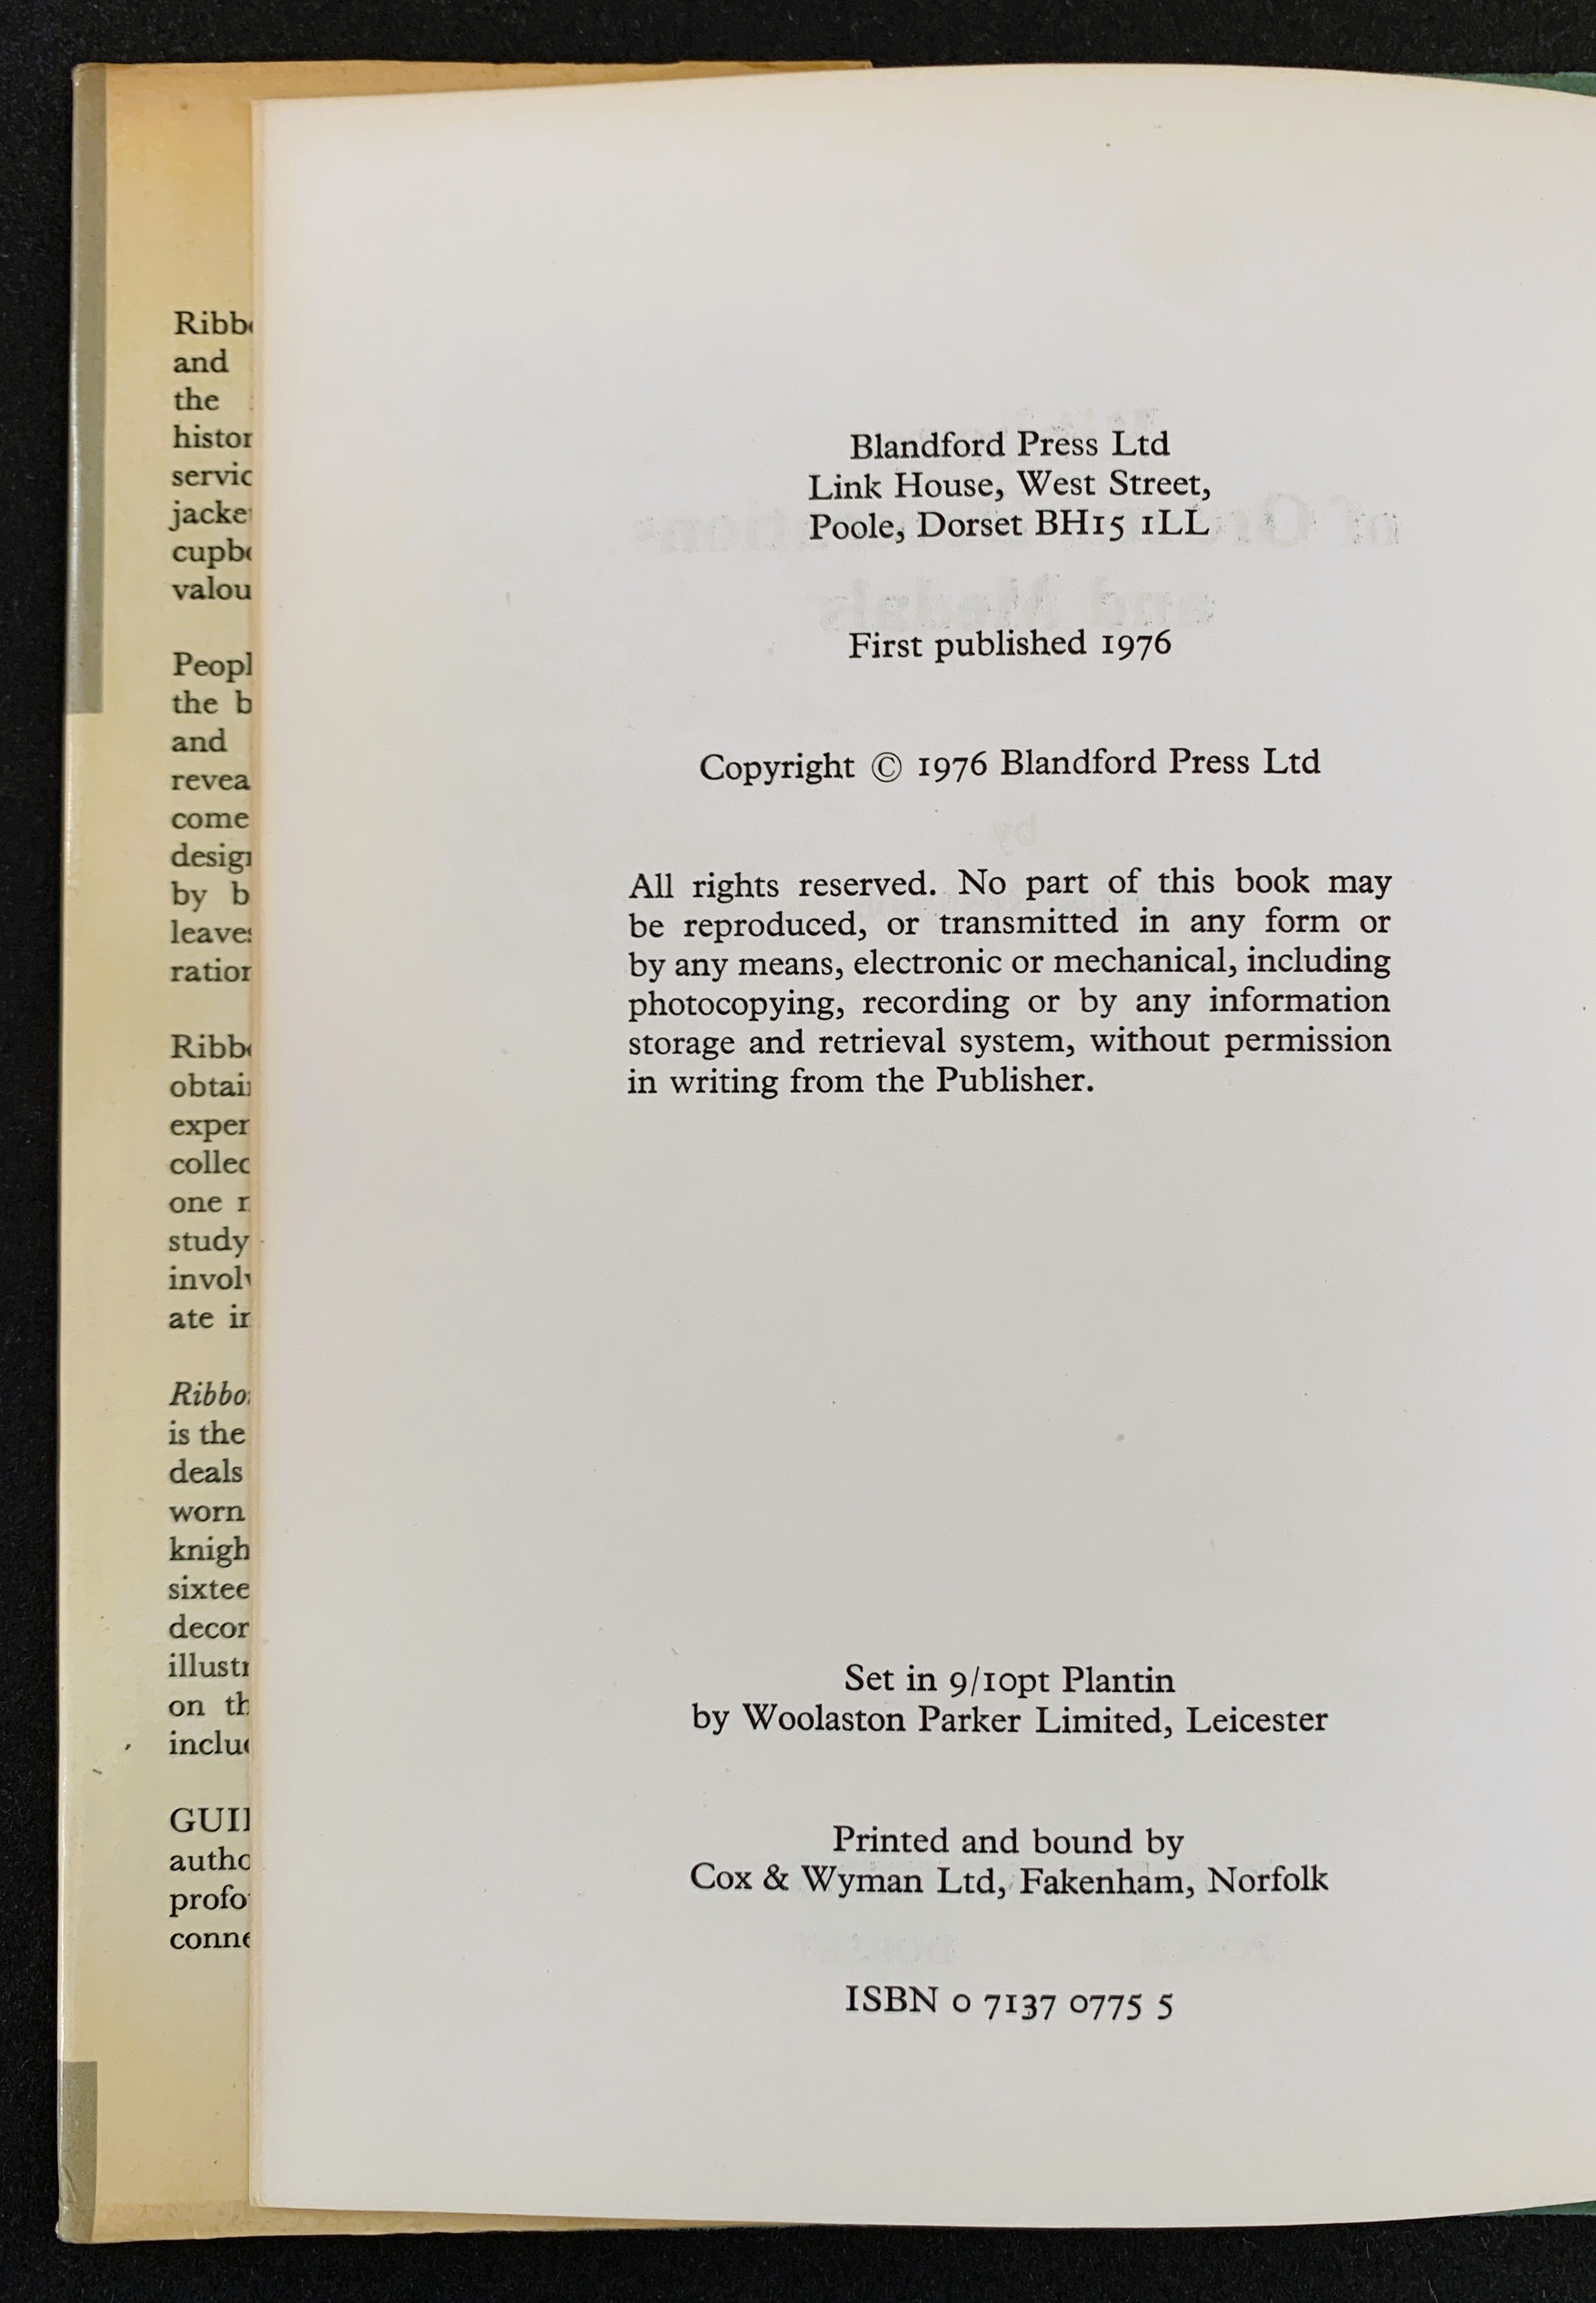 Ribb
and
the
histor
servic
jacke
cupb
valou
Peopl
the b
and
revea
come
desig
by b
leave
ration
Ribb
obtai
exper
collec
one
study
invol
ate in
Ribbo
is the
deals
worn
knigh
sixtee
decor
illust
on th
inclu
GUI
autho
profo
conne
Blandford Press Ltd
Link House, West Street,
Poole, Dorset BH15 1LL
First published 1976
Copyright © 1976 Blandford Press Ltd
All rights reserved. No part of this book may
be reproduced, or transmitted in any form or
by any means, electronic or mechanical, including
photocopying, recording or by any information
storage and retrieval system, without permission
in writing from the Publisher.
Set in 9/10pt Plantin
by Woolaston Parker Limited, Leicester
Printed and bound by
Cox & Wyman Ltd, Fakenham, Norfolk
ISBN 0 7137 0775 5